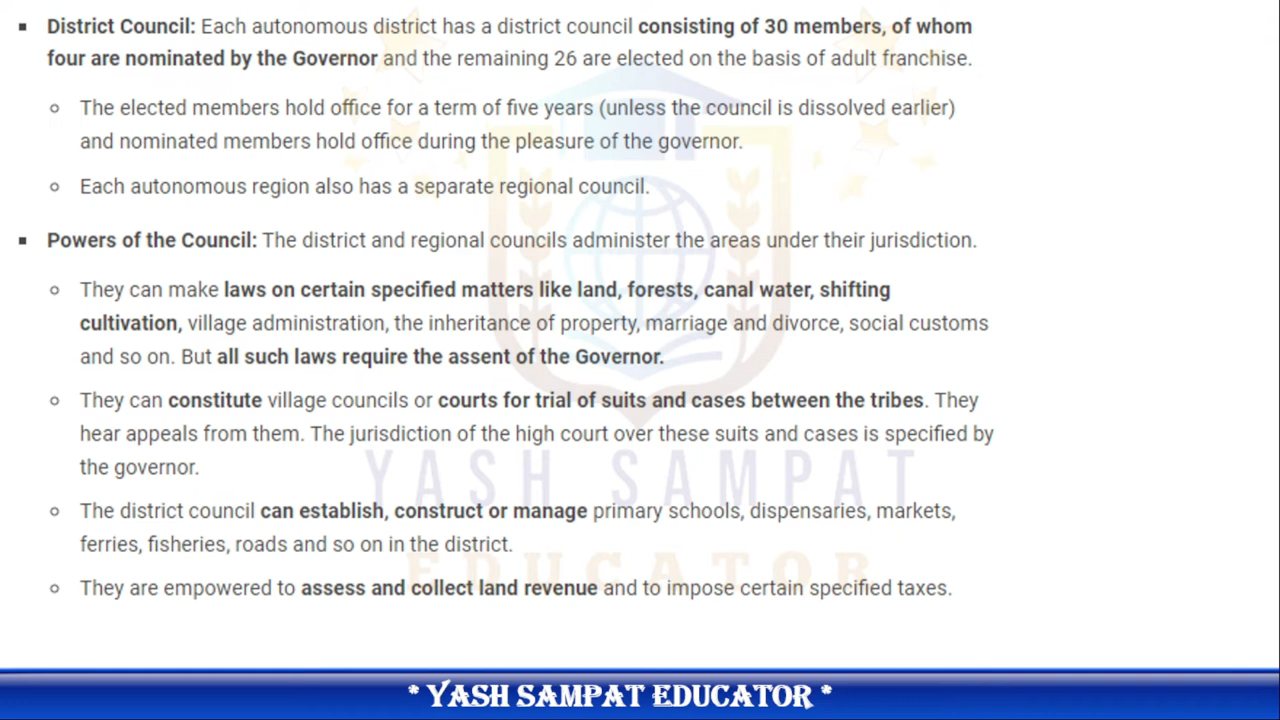 ▪ District Council: Each autonomous district has a district council consisting of 30 members, of whom
four are nominated by the Governor and the remaining 26 are elected on the basis of adult franchise.
○ The elected members hold office for a term of five years (unless the council is dissolved earlier)
and nominated members hold office during the pleasure of the governor.
○ Each autonomous region also has a separate regional council.
▪ Powers of the Council: The district and regional councils administer the areas under their jurisdiction.
○ They can make laws on certain specified matters like land, forests, canal water, shifting
cultivation, village administration, the inheritance of property, marriage and divorce, social customs
and so on. But all such laws require the assent of the Governor.
○ They can constitute village councils or courts for trial of suits and cases between the tribes. They
hear appeals from them. The jurisdiction of the high court over these suits and cases is specified by
the governor.
YASH SAMPAT
○ The district council can establish, construct or manage primary schools, dispensaries, markets,
ferries, fisheries, roads and so on in the district.
EDUCATOR
○ They are empowered to assess and collect land revenue and to impose certain specified taxes.
* YASH SAMPAT EDUCATOR *